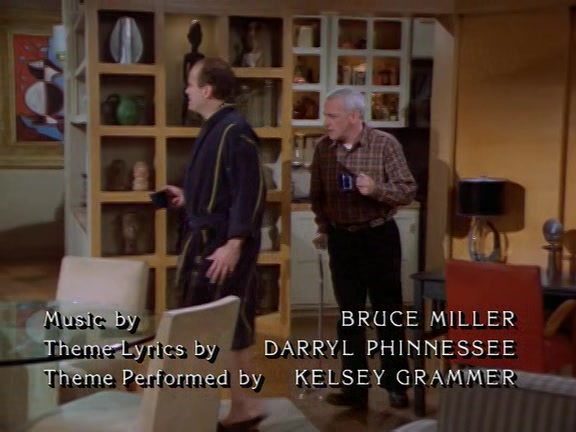 Music by BRUCE MILLER
Theme Lyrics by DARRYL PHINNESSEE
Theme Performed by KELSEY GRAMMER